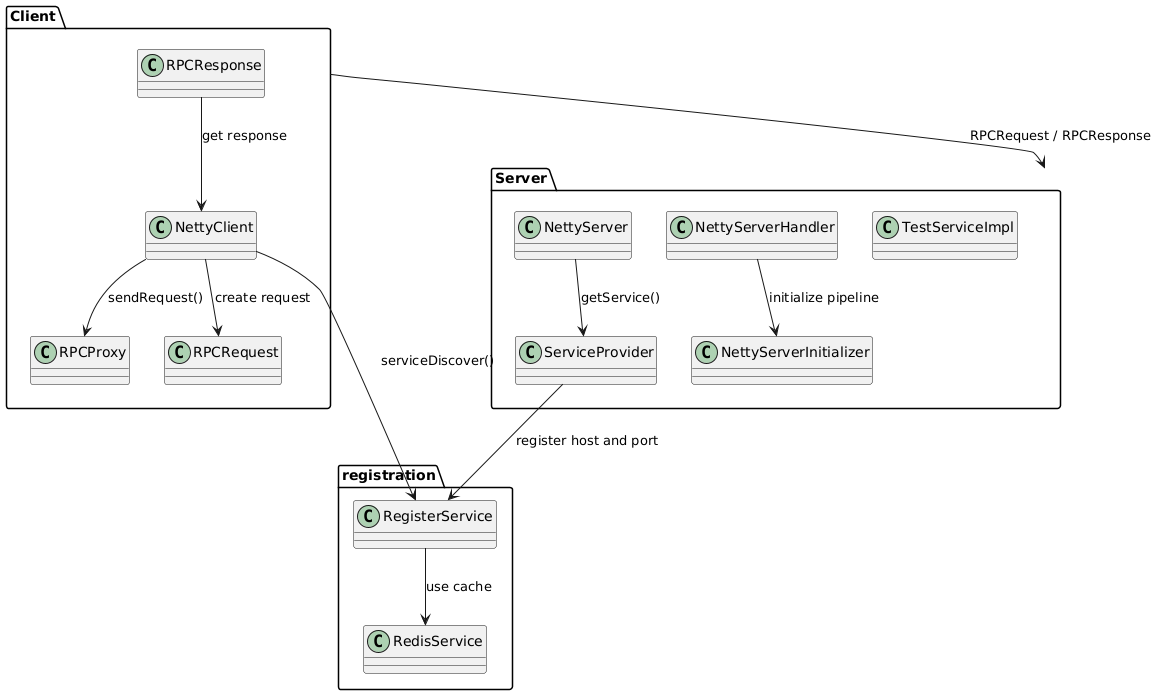 Client
C RPCResponse
get response
RPCRequest / RPCResponse
Server
C NettyClient
C NettyServer
C NettyServerHandler
C TestServiceImpl
sendRequest()
create request
getService()
initialize pipeline
C RPCProxy
C RPCRequest
serviceDiscover()
C ServiceProvider
C NettyServerInitializer
register host and port
registration
C RegisterService
use cache
C RedisService